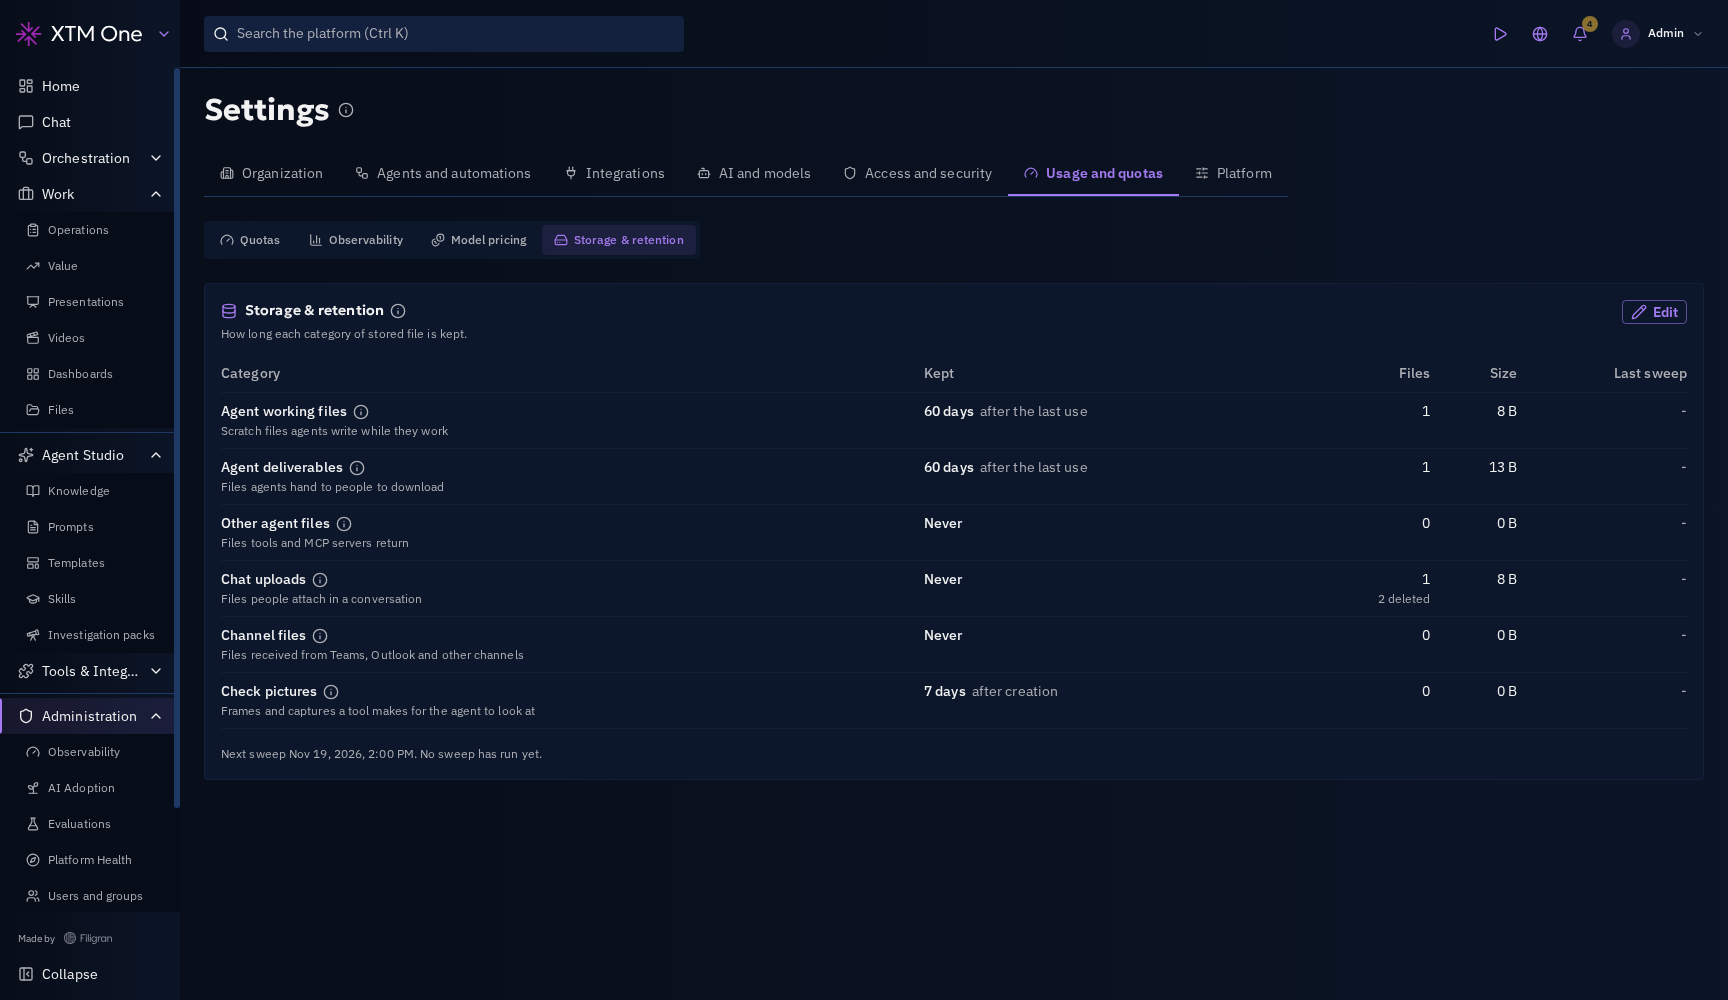 XTM One
Search the platform (Ctrl K)
4
Admin
Home
Chat
Orchestration
Work
Operations
Value
Presentations
Videos
Dashboards
Files
Agent Studio
Knowledge
Prompts
Templates
Skills
Investigation packs
Tools & Integ...
Administration
Observability
AI Adoption
Evaluations
Platform Health
Users and groups
Made by Filigran
Collapse
Settings
Organization
Agents and automations
Integrations
AI and models
Access and security
Usage and quotas
Platform
Quotas
Observability
Model pricing
Storage & retention
Storage & retention
Edit
How long each category of stored file is kept.
Category Kept Files Size Last sweep
Agent working files 60 days after the last use 1 8 B -
Scratch files agents write while they work
Agent deliverables 60 days after the last use 1 13 B -
Files agents hand to people to download
Other agent files Never 0 0 B -
Files tools and MCP servers return
Chat uploads Never 1 8 B -
Files people attach in a conversation 2 deleted
Channel files Never 0 0 B -
Files received from Teams, Outlook and other channels
Check pictures 7 days after creation 0 0 B -
Frames and captures a tool makes for the agent to look at
Next sweep Nov 19, 2026, 2:00 PM. No sweep has run yet.